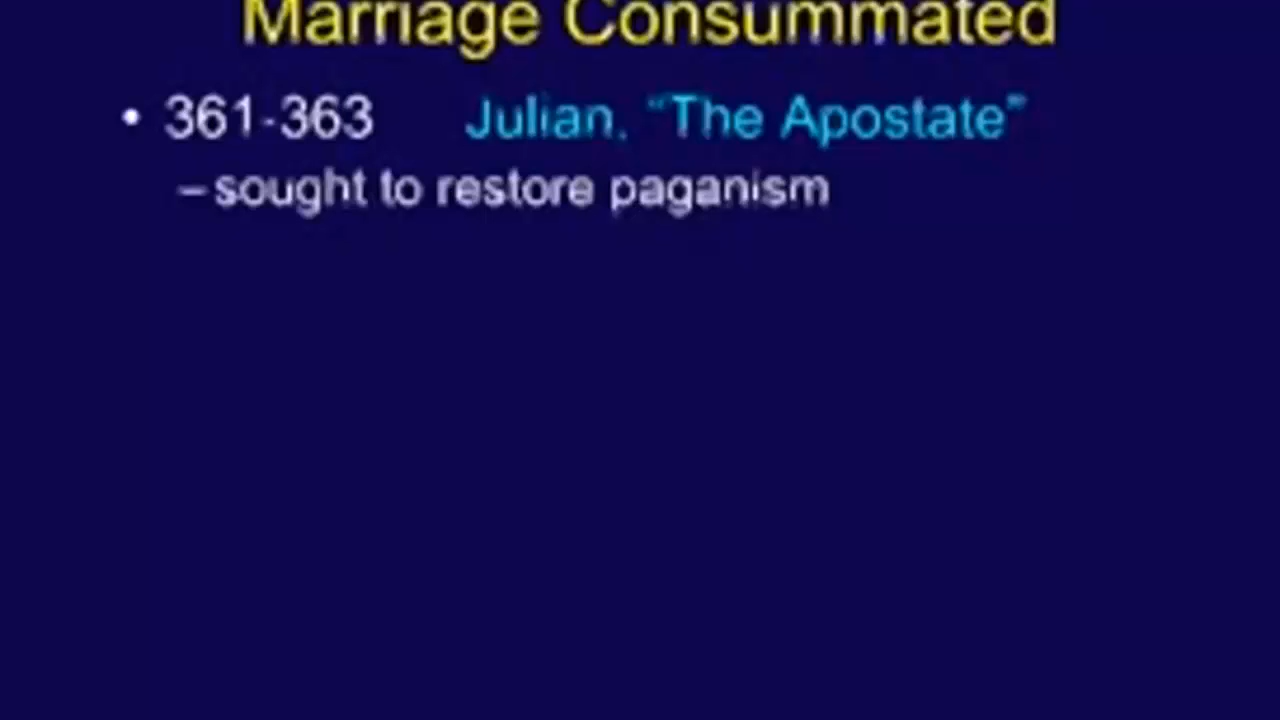 Marriage Consummated
• 361-363 Julian, "The Apostate"
– sought to restore paganism